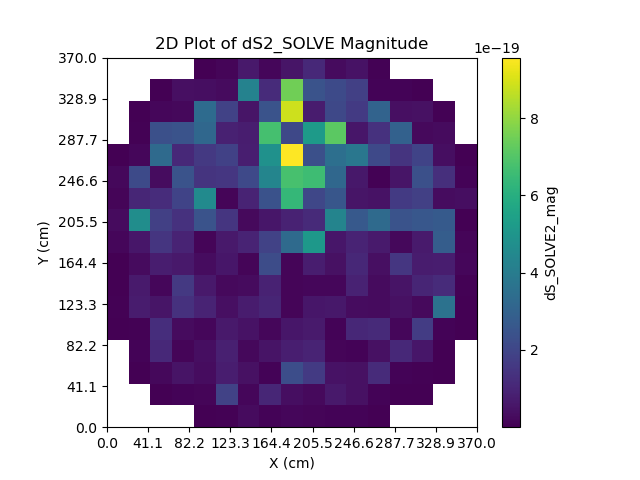 2D Plot of dS2_SOLVE Magnitude
1e−19
370.0
328.9
287.7
246.6
205.5
164.4
123.3
82.2
41.1
0.0
Y (cm)
0.0 41.1 82.2 123.3 164.4 205.5 246.6 287.7 328.9 370.0
X (cm)
8
6
4
2
dS_SOLVE2_mag